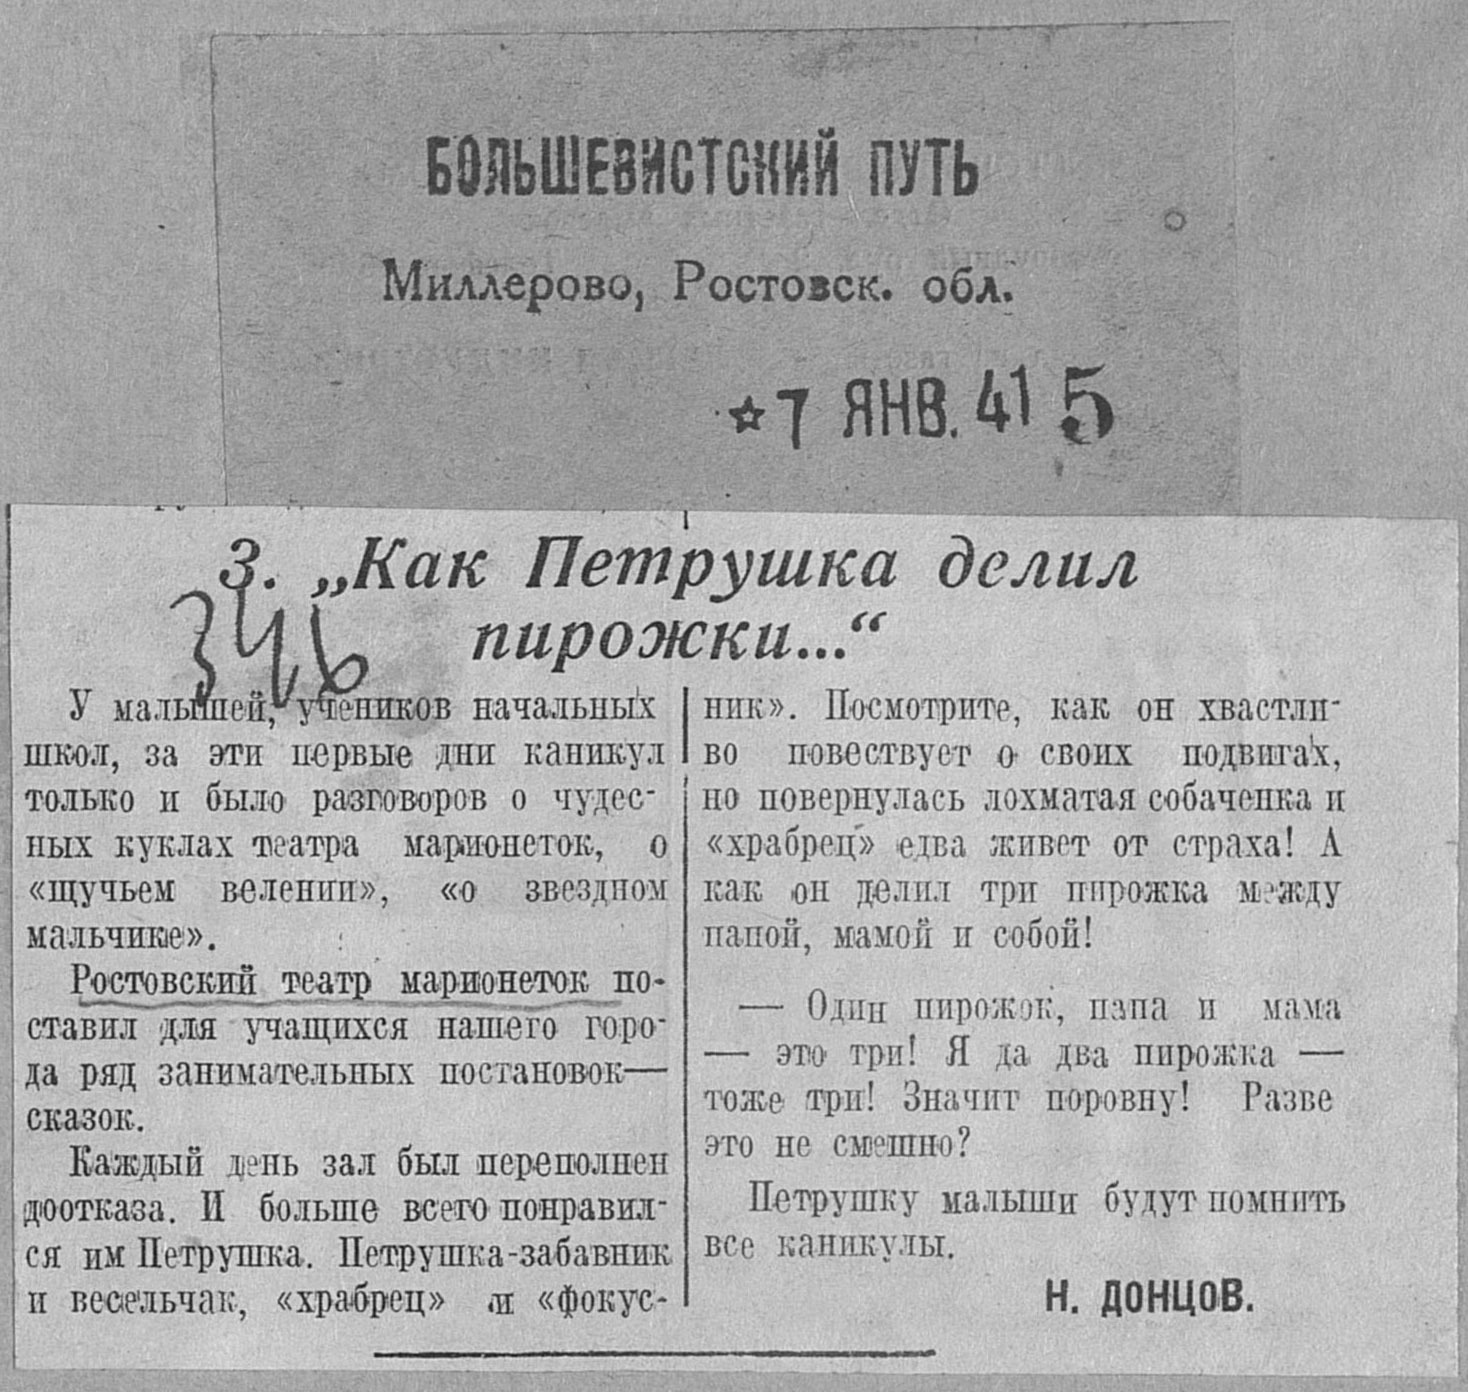 БОЛЬШЕВИСТСКИЙ ПУТЬ
Миллерово, Ростовск. обл.
☆7 ЯНВ. 41 5
3. „Как Петрушка делил
пирожки...“
У малышей, учеников начальных
школ, за эти первые дни каникул
только и было разговоров о чудес-
ных куклах театра марионеток, о
«щучьем велении», «о звездном
мальчике».
Ростовский театр марионеток по-
ставил для учащихся нашего горо-
да ряд занимательных постановок—
сказок.
Каждый день зал был переполнен
доотказа. И больше всего понравил-
ся им Петрушка. Петрушка-забавник
и весельчак, «храбрец» и «фокус-
ник». Посмотрите, как он хвастли-
во повествует о своих подвигах,
но повернулась лохматая собаченка и
«храбрец» едва живет от страха! А
как он делил три пирожка между
папой, мамой и собой!
— Один пирожок, папа и мама
— это три! Я да два пирожка —
тоже три! Значит поровну! Разве
это не смешно?
Петрушку малыши будут помнить
все каникулы.
Н. ДОНЦОВ.